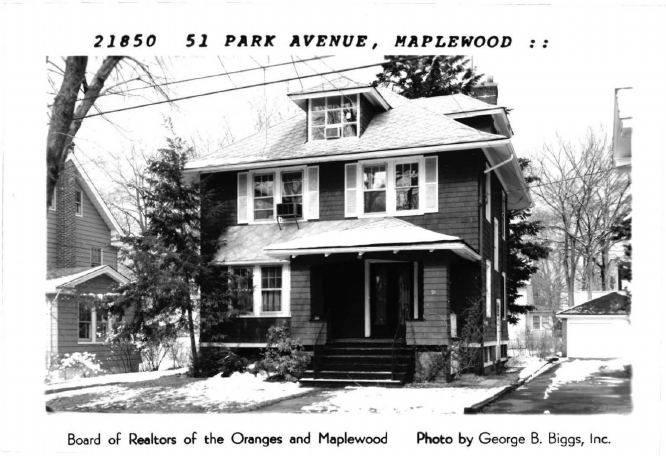 21850 51 PARK AVENUE, MAPLEWOOD ::
Board of Realtors of the Oranges and Maplewood Photo by George B. Biggs, Inc.